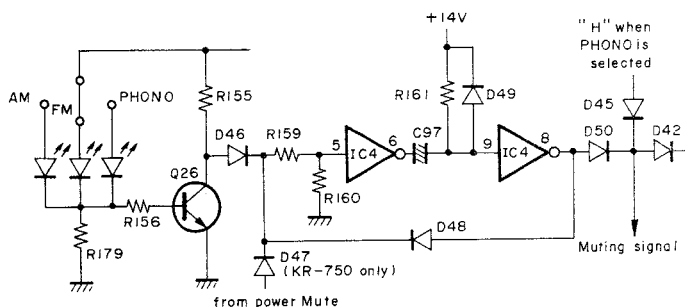 +14V
"H" when
PHONO is
selected
AM
FM
PHONO
R155
D46
R159
R161
D49
D45
D50
D42
5
IC4
6
C97
9
IC4
8
Q26
R156
R160
R179
D48
D47
(KR-750 only)
from power Mute
Muting signal